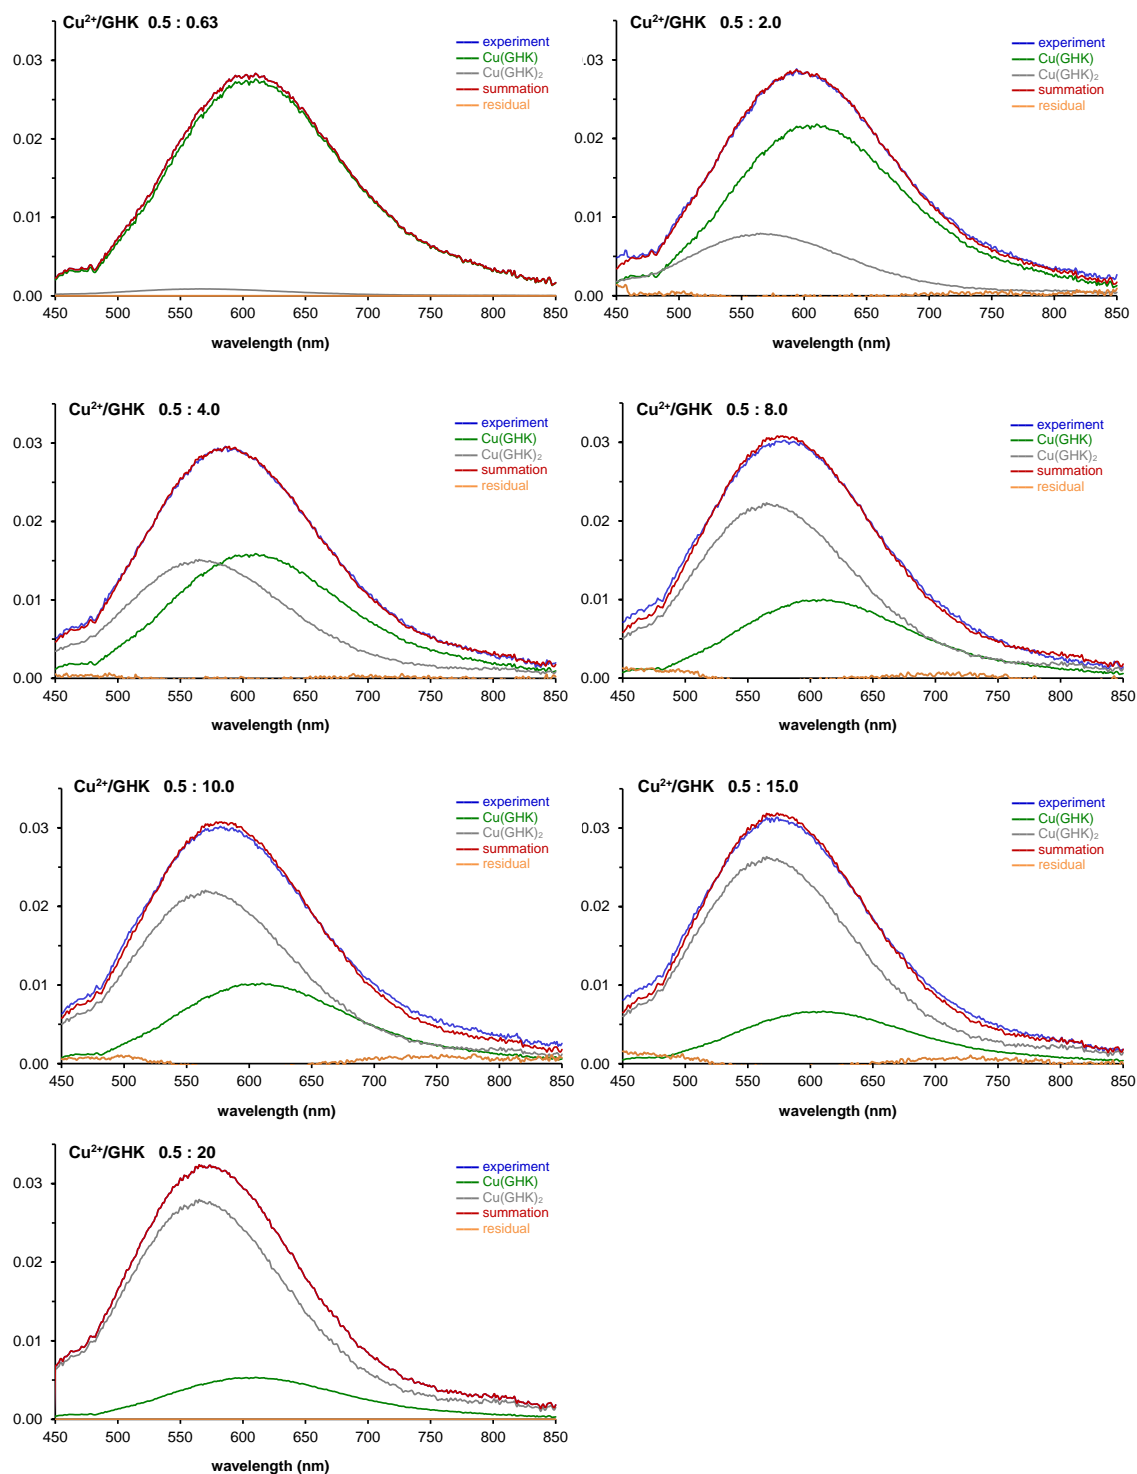 Cu²⁺/GHK 0.5 : 0.63
experiment
Cu(GHK)
Cu(GHK)₂
summation
residual
0.03
0.02
0.01
0.00
450 500 550 600 650 700 750 800 850
wavelength (nm)
Cu²⁺/GHK 0.5 : 2.0
experiment
Cu(GHK)
Cu(GHK)₂
summation
residual
0.03
0.02
0.01
0.00
450 500 550 600 650 700 750 800 850
wavelength (nm)
Cu²⁺/GHK 0.5 : 4.0
experiment
Cu(GHK)
Cu(GHK)₂
summation
residual
0.03
0.02
0.01
0.00
450 500 550 600 650 700 750 800 850
wavelength (nm)
Cu²⁺/GHK 0.5 : 8.0
experiment
Cu(GHK)
Cu(GHK)₂
summation
residual
0.03
0.02
0.01
0.00
450 500 550 600 650 700 750 800 850
wavelength (nm)
Cu²⁺/GHK 0.5 : 10.0
experiment
Cu(GHK)
Cu(GHK)₂
summation
residual
0.03
0.02
0.01
0.00
450 500 550 600 650 700 750 800 850
wavelength (nm)
Cu²⁺/GHK 0.5 : 15.0
experiment
Cu(GHK)
Cu(GHK)₂
summation
residual
0.03
0.02
0.01
0.00
450 500 550 600 650 700 750 800 850
wavelength (nm)
Cu²⁺/GHK 0.5 : 20
experiment
Cu(GHK)
Cu(GHK)₂
summation
residual
0.03
0.02
0.01
0.00
450 500 550 600 650 700 750 800 850
wavelength (nm)